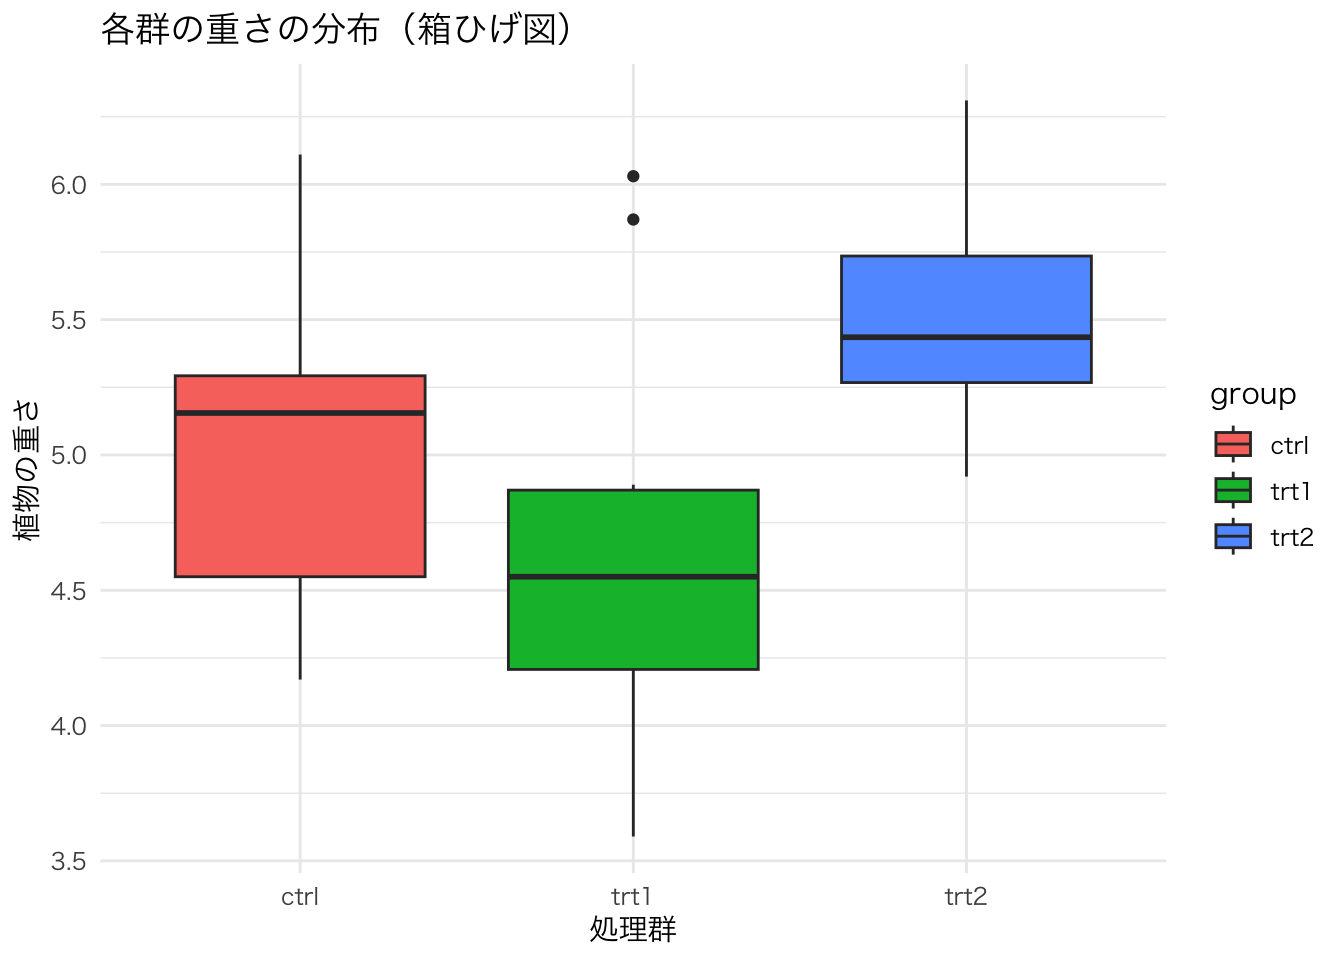 各群の重さの分布（箱ひげ図）
植物の重さ
6.0
5.5
5.0
4.5
4.0
3.5
ctrl
trt1
trt2
処理群
group
ctrl
trt1
trt2